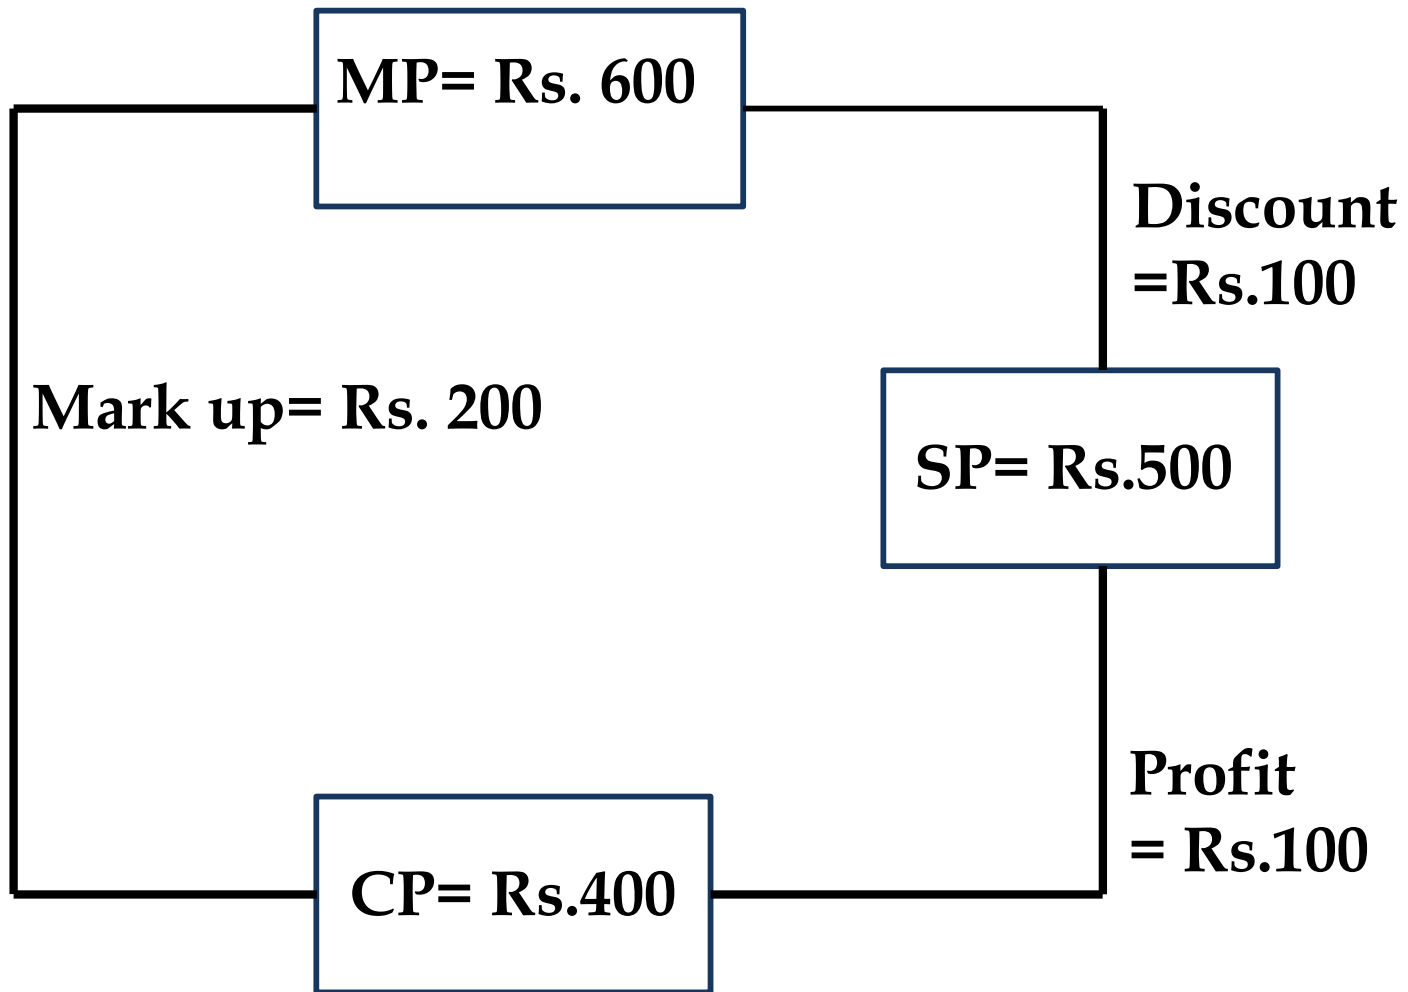 MP= Rs. 600
Discount
=Rs.100
Mark up= Rs. 200
SP= Rs.500
Profit
= Rs.100
CP= Rs.400